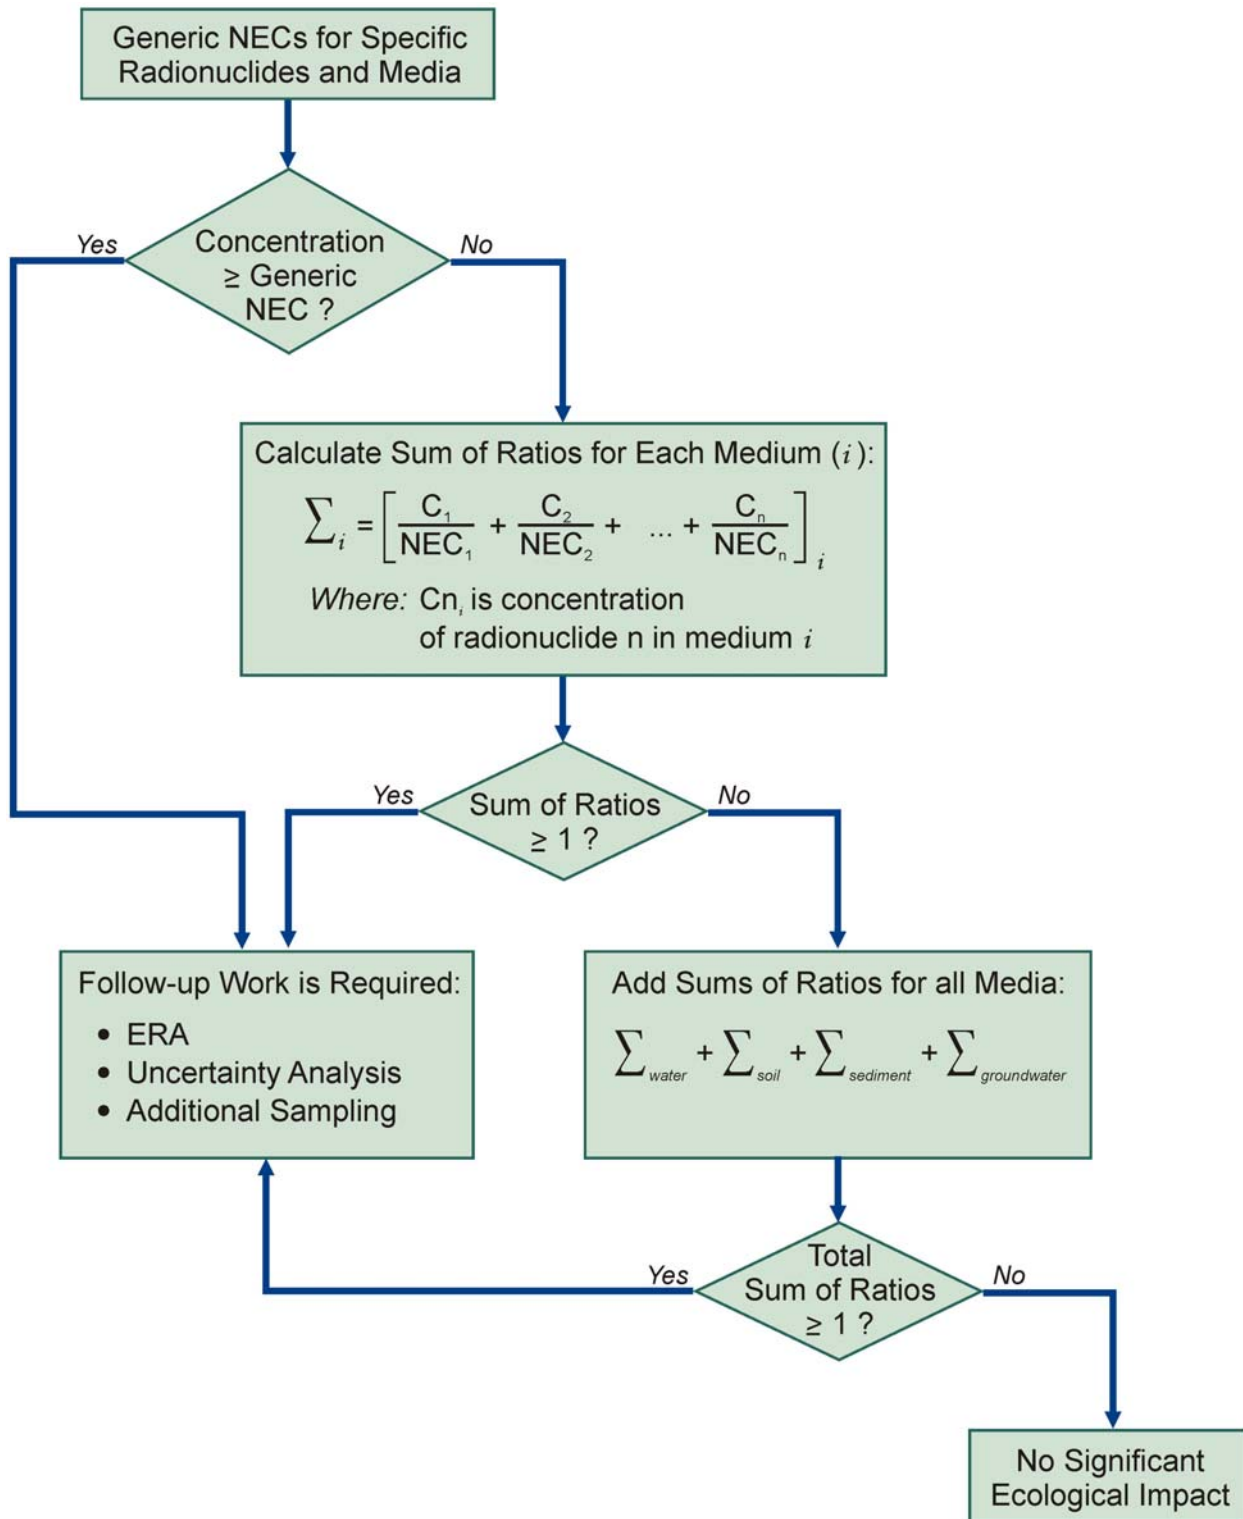 Generic NECs for Specific
Radionuclides and Media
Yes
No
Concentration
≥ Generic
NEC ?
Calculate Sum of Ratios for Each Medium (i):
∑i = [ C1/NEC1 + C2/NEC2 + ... + Cn/NECn ]i
Where: Cni is concentration
of radionuclide n in medium i
Yes
No
Sum of Ratios
≥ 1 ?
Follow-up Work is Required:
• ERA
• Uncertainty Analysis
• Additional Sampling
Add Sums of Ratios for all Media:
∑water + ∑soil + ∑sediment + ∑groundwater
Yes
No
Total
Sum of Ratios
≥ 1 ?
No Significant
Ecological Impact